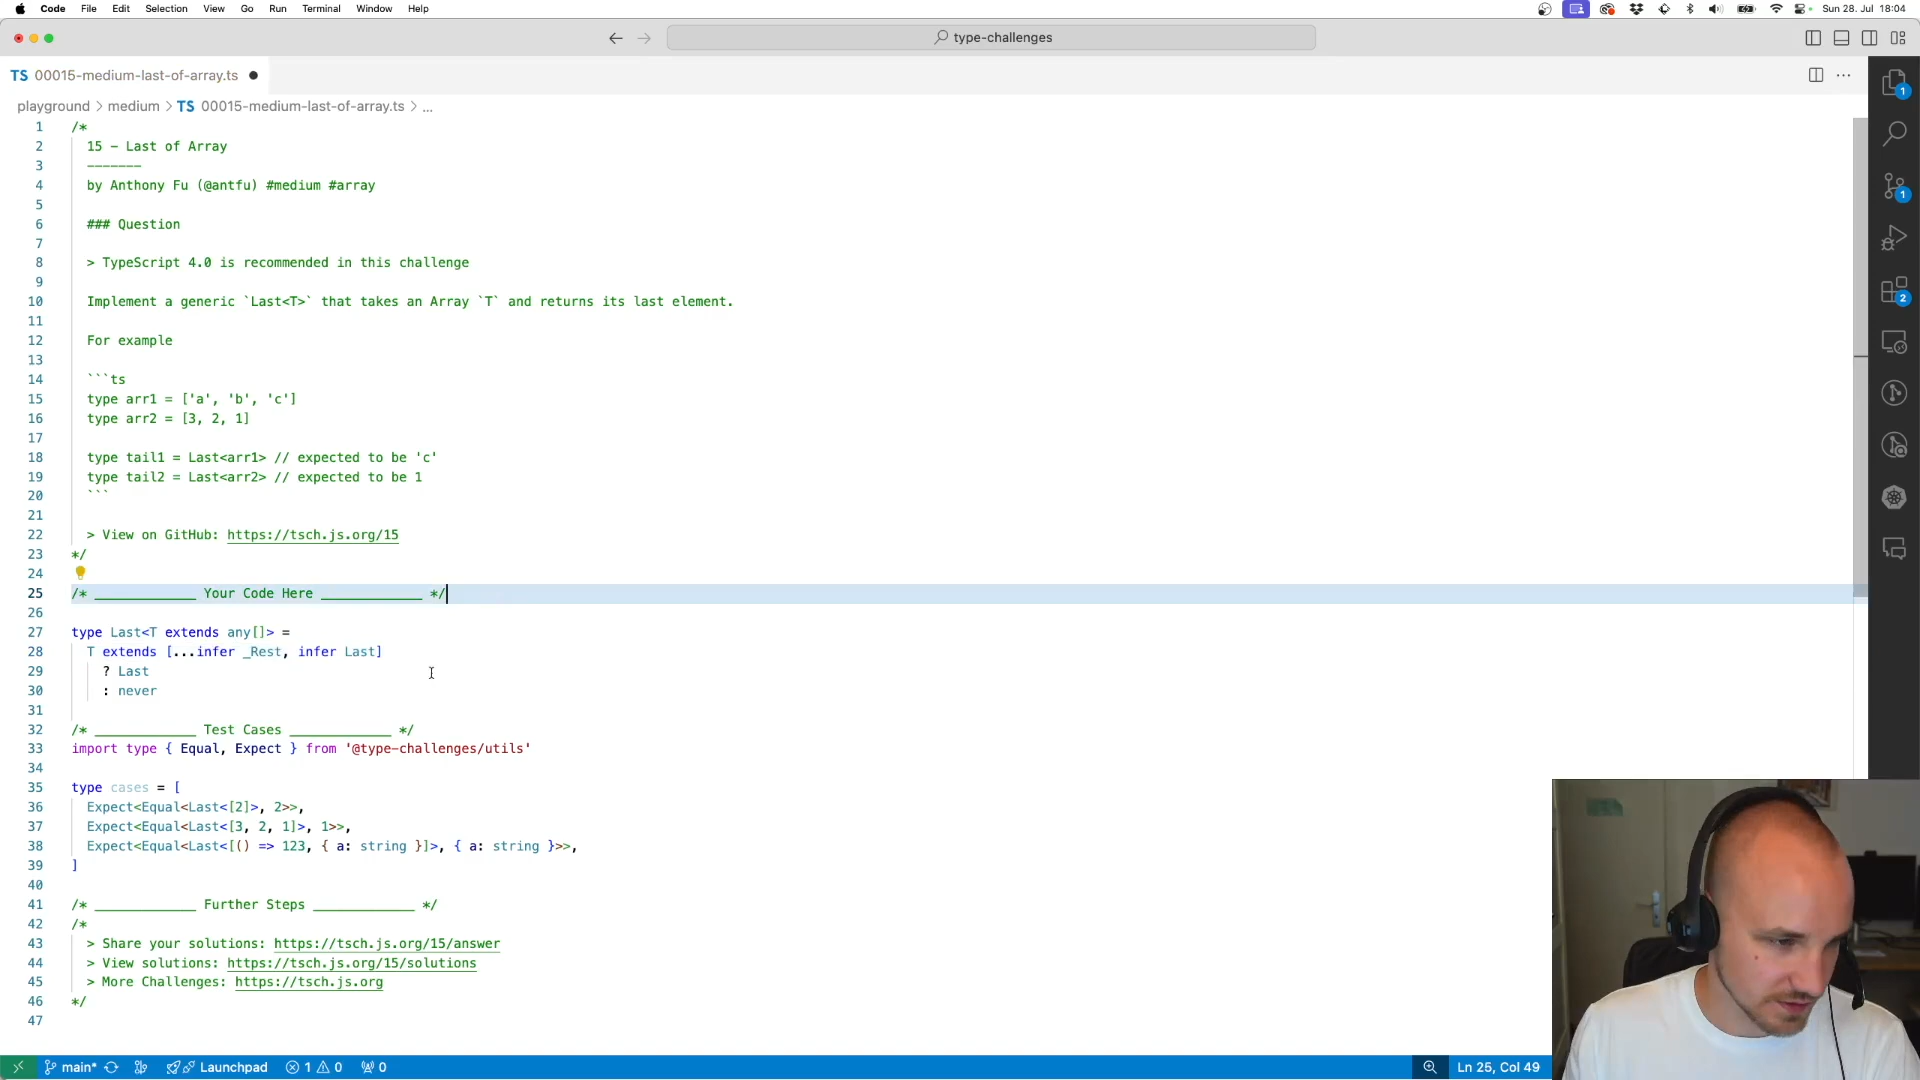 Code File Edit Selection View Go Run Terminal Window Help Sun 28. Jul 18:04
type-challenges
TS 00015-medium-last-of-array.ts
playground > medium > TS 00015-medium-last-of-array.ts > ...
1 /*
2 15 - Last of Array
3 -------
4 by Anthony Fu (@antfu) #medium #array
5
6 ### Question
7
8 > TypeScript 4.0 is recommended in this challenge
9
10 Implement a generic `Last<T>` that takes an Array `T` and returns its last element.
11
12 For example
13
14 ```ts
15 type arr1 = ['a', 'b', 'c']
16 type arr2 = [3, 2, 1]
17
18 type tail1 = Last<arr1> // expected to be 'c'
19 type tail2 = Last<arr2> // expected to be 1
20 ```
21
22 > View on GitHub: https://tsch.js.org/15
23 */
24
25 /* _____________ Your Code Here _____________ */
26
27 type Last<T extends any[]> =
28 T extends [...infer _Rest, infer Last]
29 ? Last
30 : never
31
32 /* _____________ Test Cases _____________ */
33 import type { Equal, Expect } from '@type-challenges/utils'
34
35 type cases = [
36 Expect<Equal<Last<[2]>, 2>>,
37 Expect<Equal<Last<[3, 2, 1]>, 1>>,
38 Expect<Equal<Last<[() => 123, { a: string }]>, { a: string }>>,
39 ]
40
41 /* _____________ Further Steps _____________ */
42 /*
43 > Share your solutions: https://tsch.js.org/15/answer
44 > View solutions: https://tsch.js.org/15/solutions
45 > More Challenges: https://tsch.js.org
46 */
47
1
1
2
main* Launchpad 1 0 0 Ln 25, Col 49